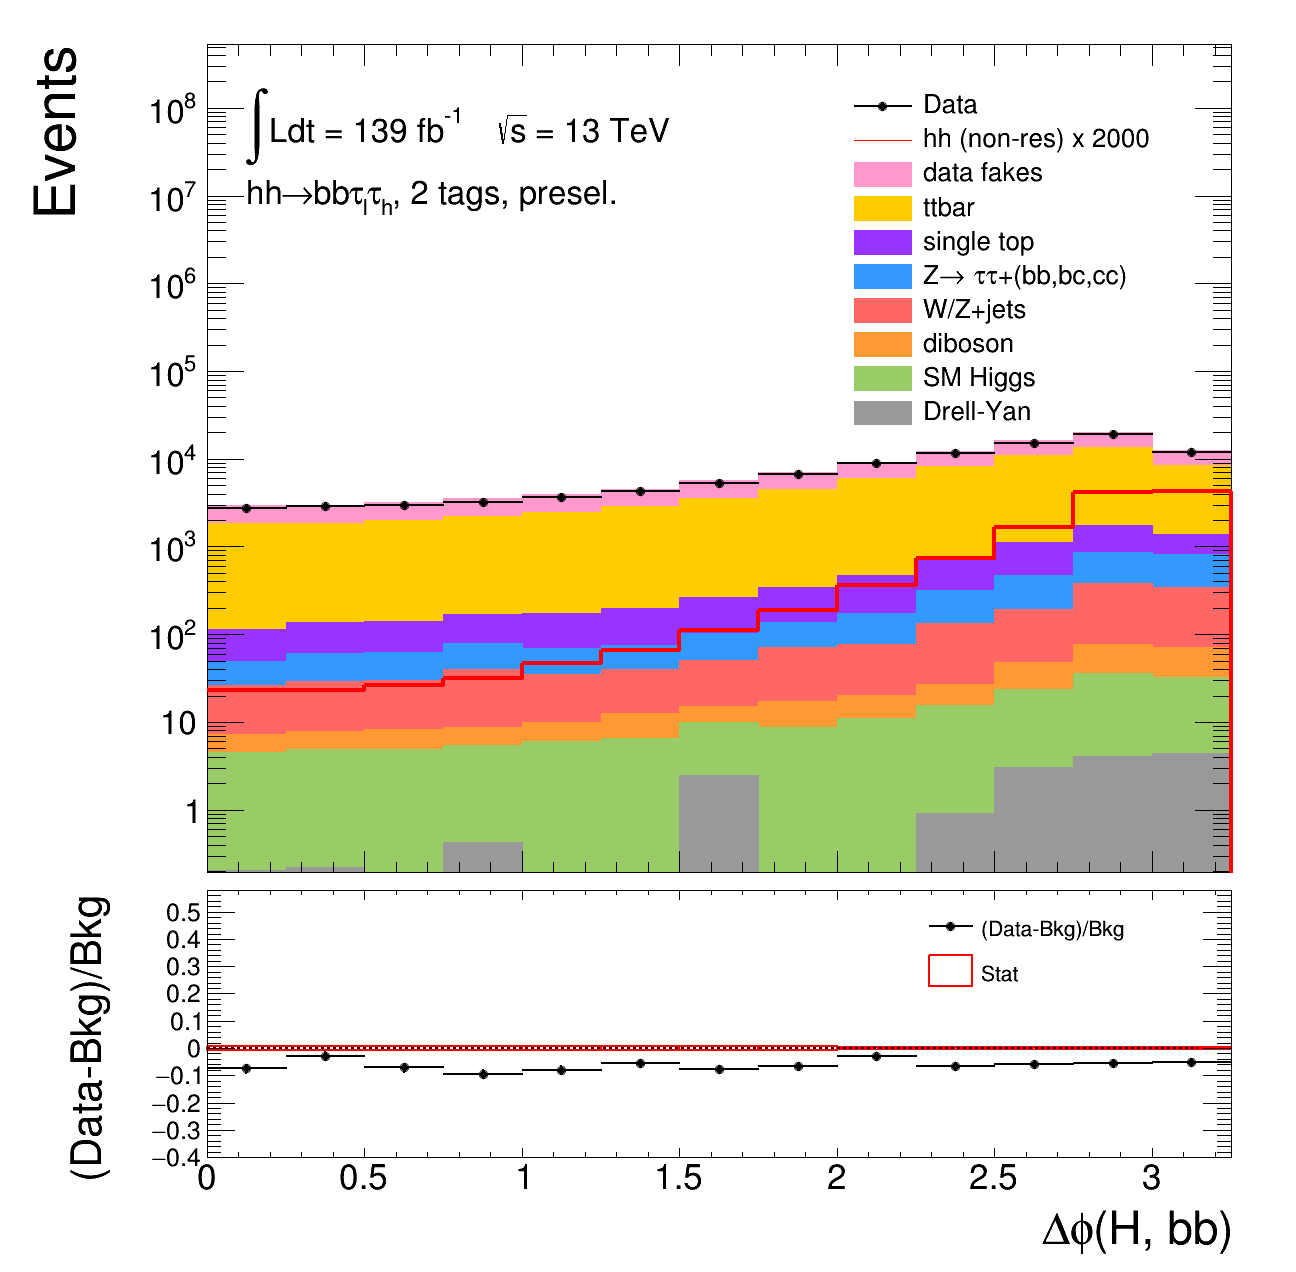 Events
10⁸
10⁷
10⁶
10⁵
10⁴
10³
10²
10
1
∫Ldt = 139 fb⁻¹ √s = 13 TeV
hh→bbτₗτₕ, 2 tags, presel.
Data
hh (non-res) x 2000
data fakes
ttbar
single top
Z→ ττ+(bb,bc,cc)
W/Z+jets
diboson
SM Higgs
Drell-Yan
(Data-Bkg)/Bkg
0.5
0.4
0.3
0.2
0.1
0
−0.1
−0.2
−0.3
−0.4
(Data-Bkg)/Bkg
Stat
0 0.5 1 1.5 2 2.5 3
Δϕ(H, bb)